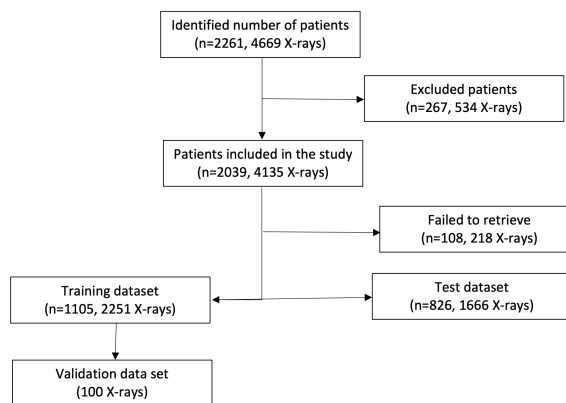 Identified number of patients
(n=2261, 4669 X-rays)
Excluded patients
(n=267, 534 X-rays)
Patients included in the study
(n=2039, 4135 X-rays)
Failed to retrieve
(n=108, 218 X-rays)
Training dataset
(n=1105, 2251 X-rays)
Test dataset
(n=826, 1666 X-rays)
Validation data set
(100 X-rays)